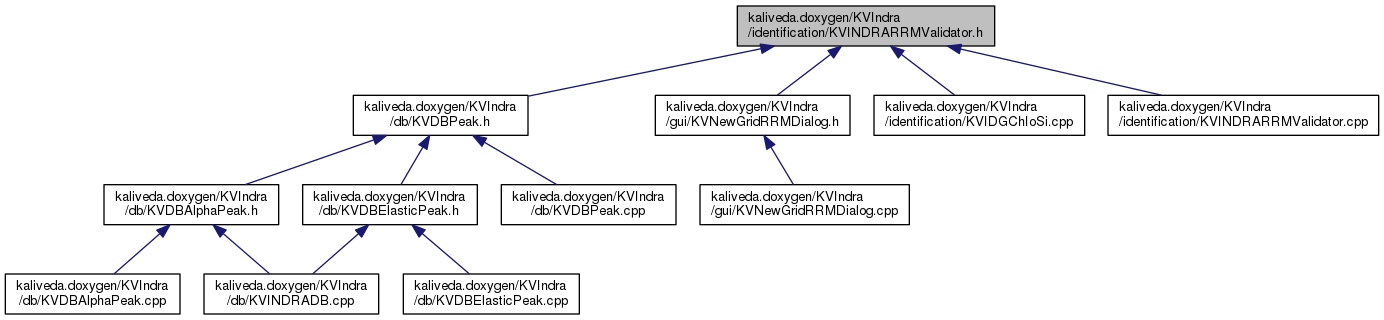 kaliveda.doxygen/KVIndra
/identification/KVINDRARRMValidator.h
kaliveda.doxygen/KVIndra
/db/KVDBPeak.h
kaliveda.doxygen/KVIndra
/gui/KVNewGridRRMDialog.h
kaliveda.doxygen/KVIndra
/identification/KVIDGChIoSi.cpp
kaliveda.doxygen/KVIndra
/identification/KVINDRARRMValidator.cpp
kaliveda.doxygen/KVIndra
/db/KVDBAlphaPeak.h
kaliveda.doxygen/KVIndra
/db/KVDBElasticPeak.h
kaliveda.doxygen/KVIndra
/db/KVDBPeak.cpp
kaliveda.doxygen/KVIndra
/gui/KVNewGridRRMDialog.cpp
kaliveda.doxygen/KVIndra
/db/KVDBAlphaPeak.cpp
kaliveda.doxygen/KVIndra
/db/KVINDRADB.cpp
kaliveda.doxygen/KVIndra
/db/KVDBElasticPeak.cpp